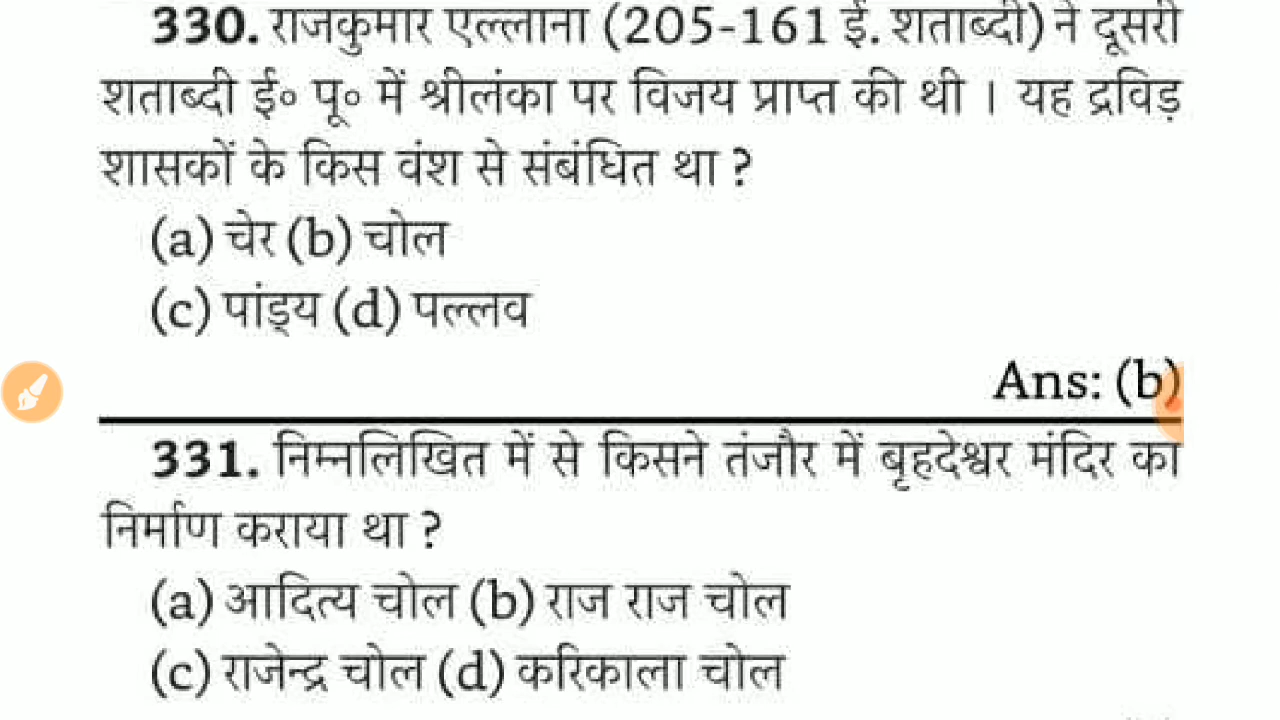 330. राजकुमार एल्लाना (205-161 ई. शताब्दी) ने दूसरी
शताब्दी ई० पू० में श्रीलंका पर विजय प्राप्त की थी । यह द्रविड़
शासकों के किस वंश से संबंधित था ?
(a) चेर (b) चोल
(c) पांड्य (d) पल्लव
Ans: (b)
331. निम्नलिखित में से किसने तंजौर में बृहदेश्वर मंदिर का
निर्माण कराया था ?
(a) आदित्य चोल (b) राज राज चोल
(c) राजेन्द्र चोल (d) करिकाला चोल